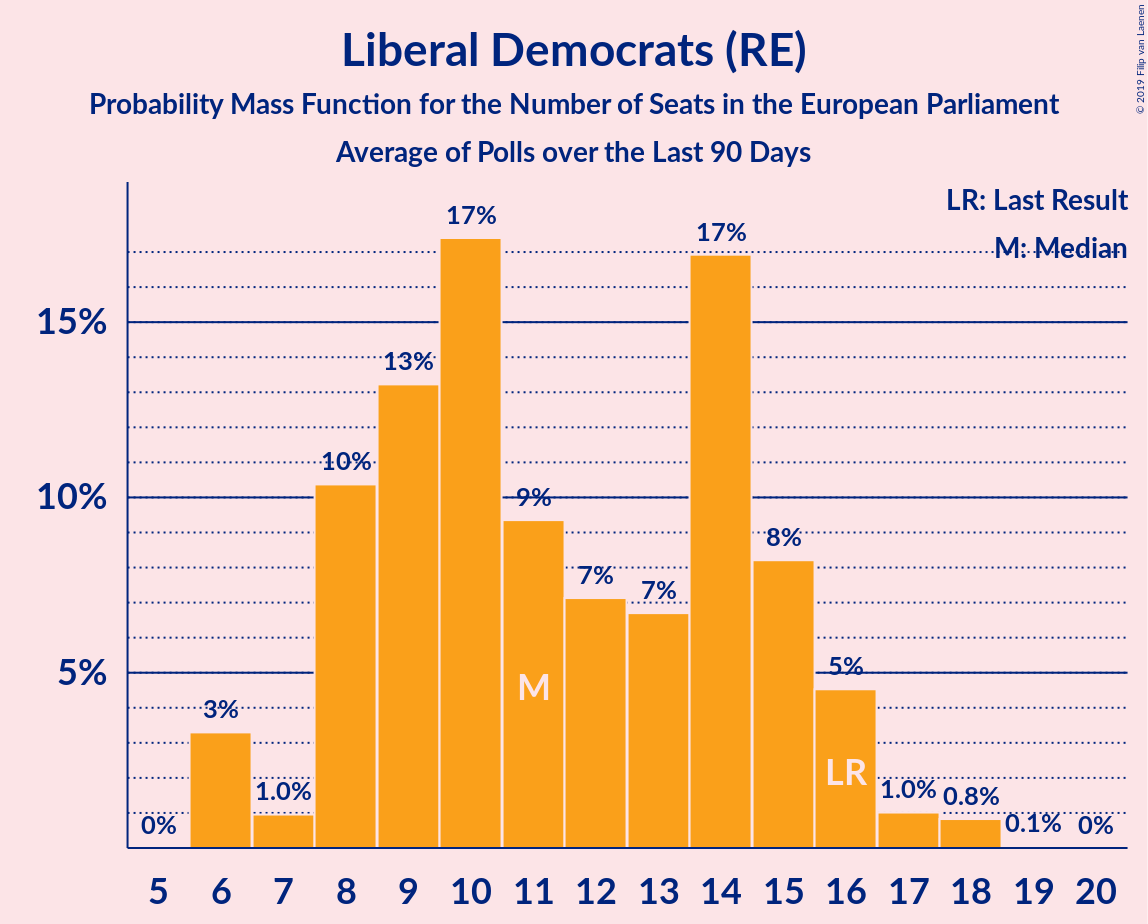 Liberal Democrats (RE)
Probability Mass Function for the Number of Seats in the European Parliament
Average of Polls over the Last 90 Days
© 2019 Filip van Laenen
LR: Last Result
M: Median
15%
10%
5%
0%
3%
1.0%
10%
13%
17%
9%
7%
7%
17%
8%
5%
1.0%
0.8%
0.1%
0%
M
LR
5 6 7 8 9 10 11 12 13 14 15 16 17 18 19 20